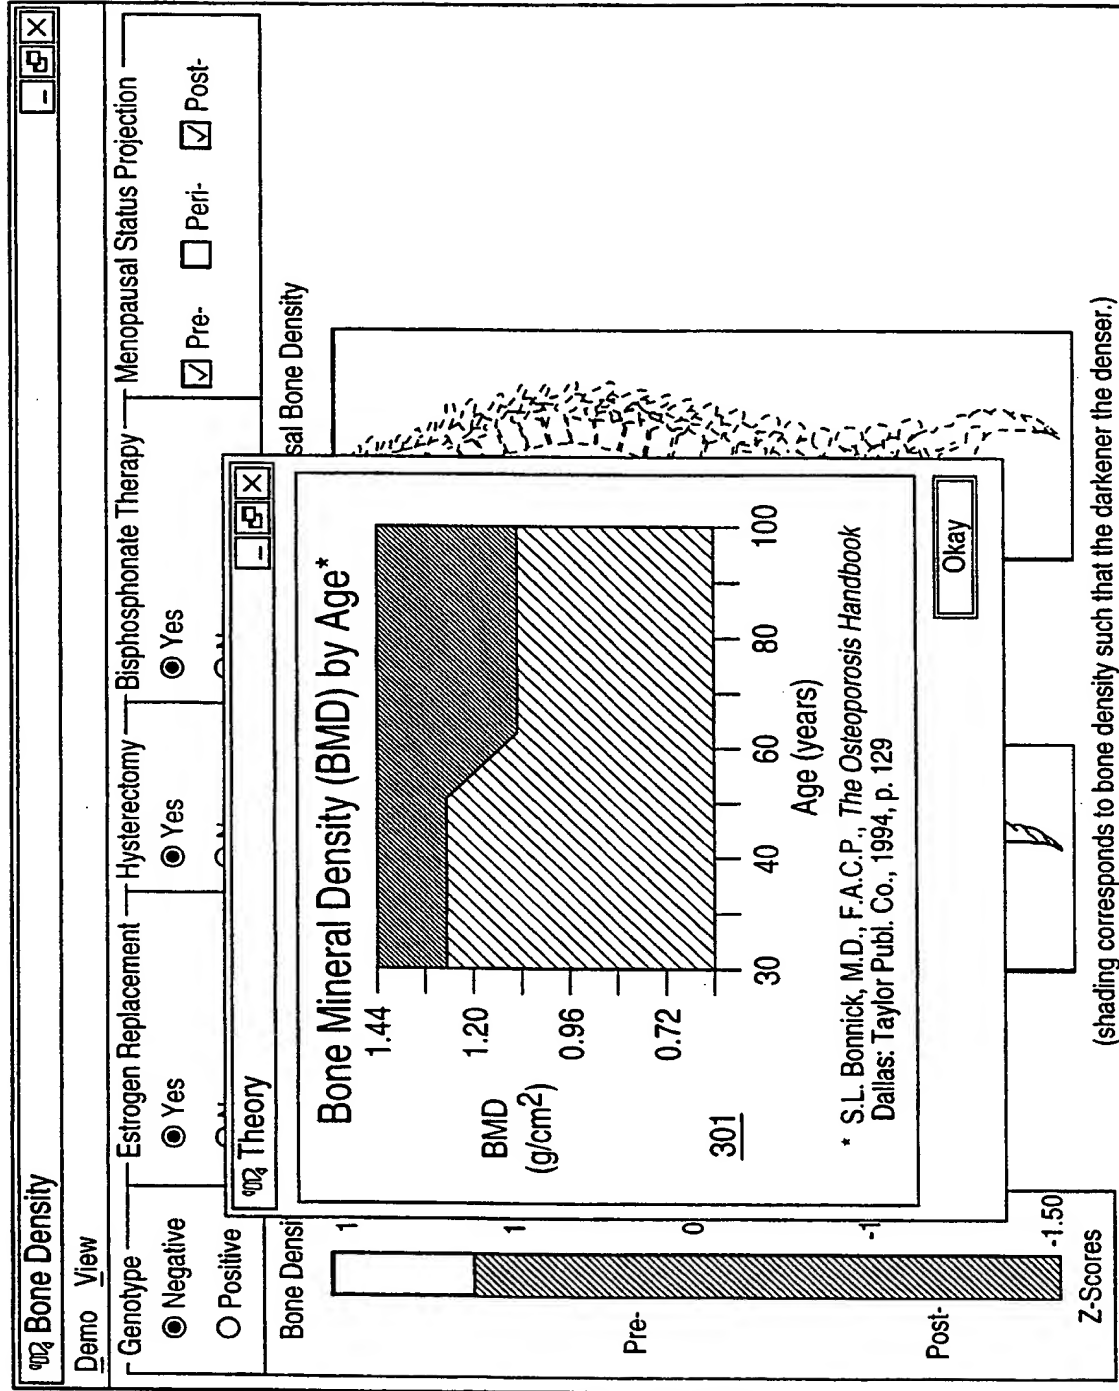 Bone Density
Demo View
Genotype
Negative
Positive
Estrogen Replacement
Yes
Hysterectomy
Yes
Bisphosphonate Therapy
Yes
Menopausal Status Projection
Pre-
Peri-
Post-
Bone Densi
1
1
0
-1
-1.50
Pre-
Post-
Z-Scores
sal Bone Density
Theory
Bone Mineral Density (BMD) by Age*
BMD
(g/cm2)
1.44
1.20
0.96
0.72
30 40 60 80 100
Age (years)
301
* S.L. Bonnick, M.D., F.A.C.P., The Osteoporosis Handbook
Dallas: Taylor Publ. Co., 1994, p. 129
Okay
(shading corresponds to bone density such that the darkener the denser.)